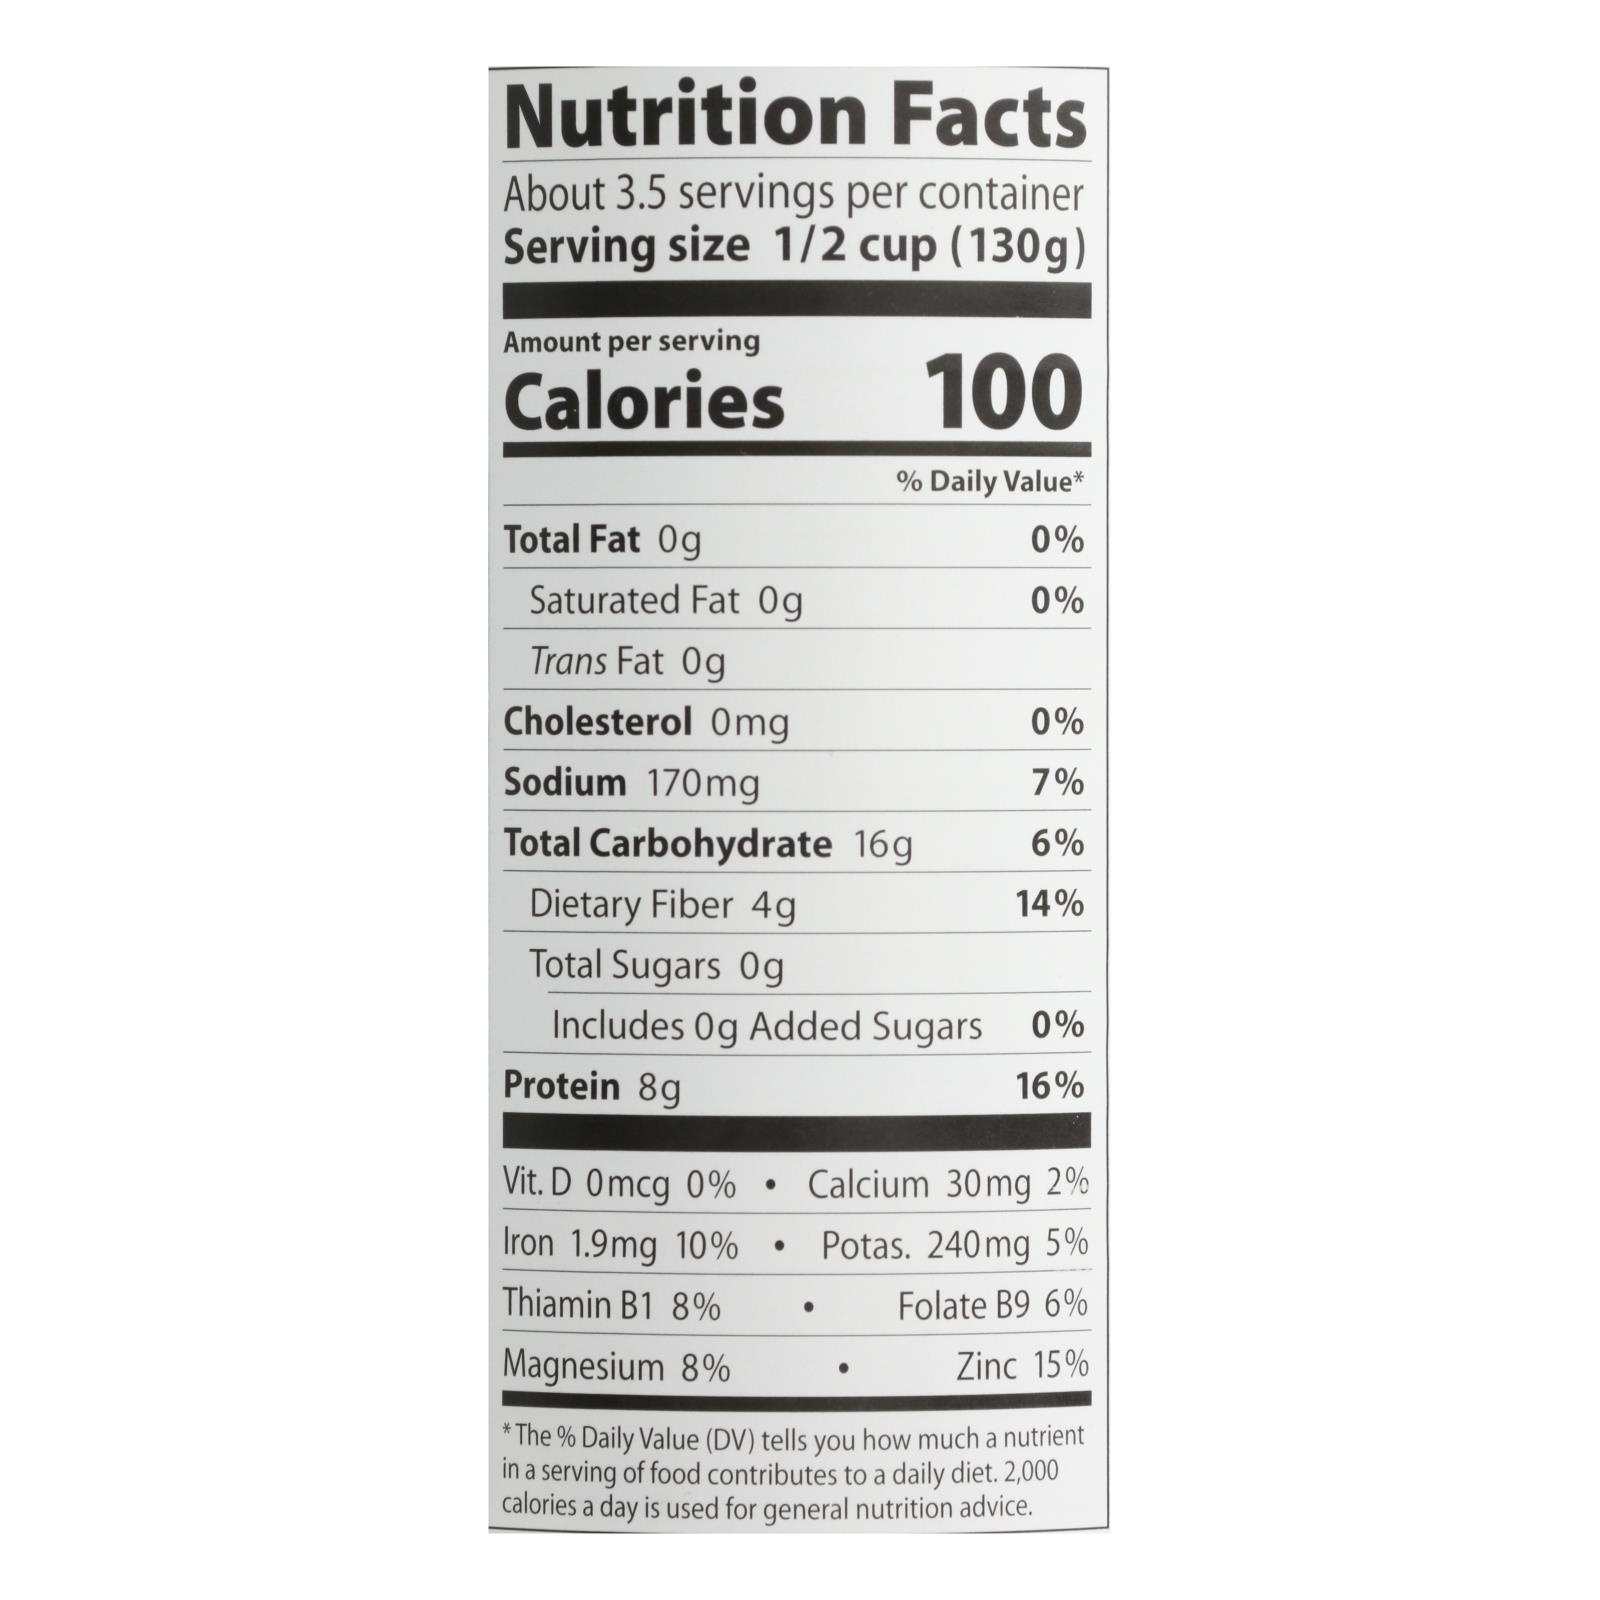 Nutrition Facts
About 3.5 servings per container
Serving size 1/2 cup (130g)
Amount per serving
Calories 100
% Daily Value*
Total Fat 0g 0%
Saturated Fat 0g 0%
Trans Fat 0g
Cholesterol 0mg 0%
Sodium 170mg 7%
Total Carbohydrate 16g 6%
Dietary Fiber 4g 14%
Total Sugars 0g
Includes 0g Added Sugars 0%
Protein 8g 16%
Vit. D 0mcg 0% • Calcium 30mg 2%
Iron 1.9mg 10% • Potas. 240mg 5%
Thiamin B1 8% • Folate B9 6%
Magnesium 8% • Zinc 15%
* The % Daily Value (DV) tells you how much a nutrient
in a serving of food contributes to a daily diet. 2,000
calories a day is used for general nutrition advice.